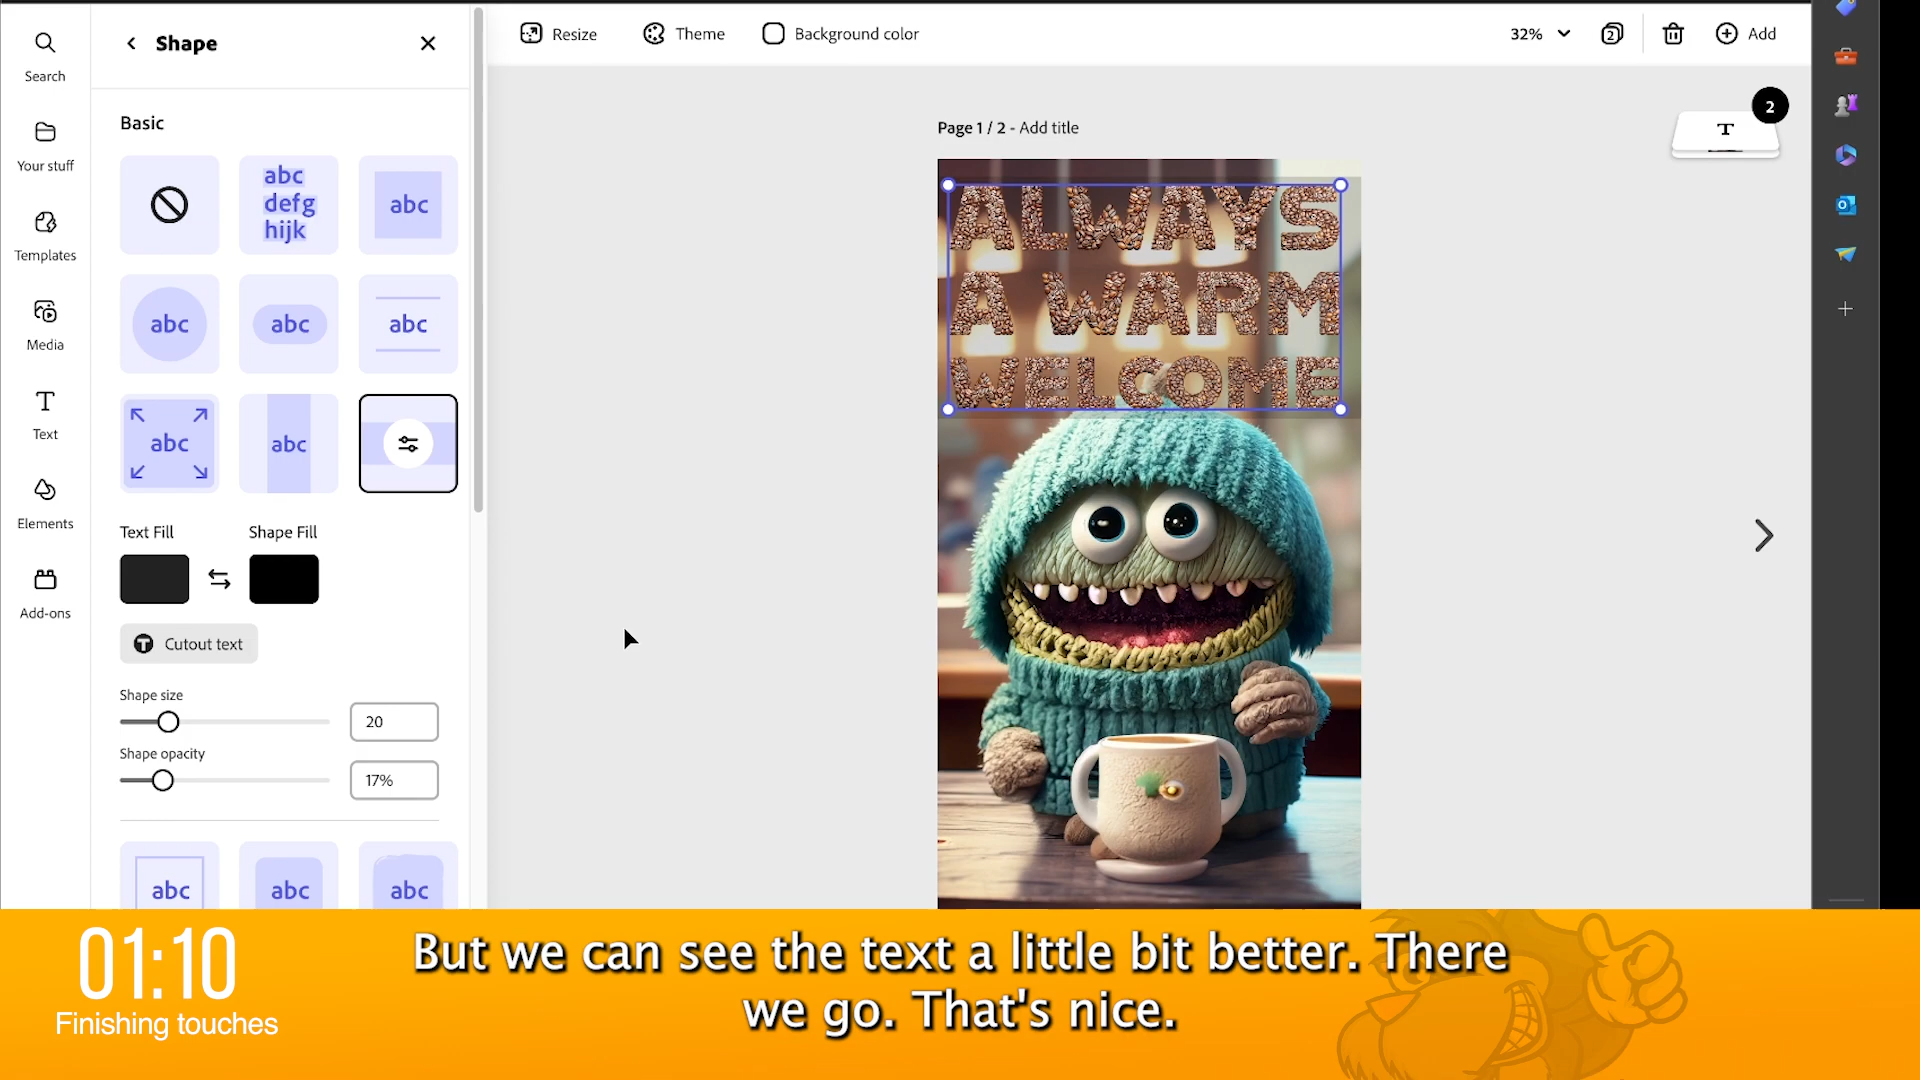 Search
Your stuff
Templates
Media
Text
Elements
Add-ons
Shape
Basic
abc
defg
hijk
abc
abc
abc
abc
abc
abc
Text Fill
Shape Fill
Cutout text
Shape size
20
Shape opacity
17%
abc
abc
abc
Resize
Theme
Background color
32%
2
Add
Page 1 / 2 - Add title
2
T
ALWAYS
A WARM
WELCOME
01:10
Finishing touches
But we can see the text a little bit better. There
we go. That's nice.